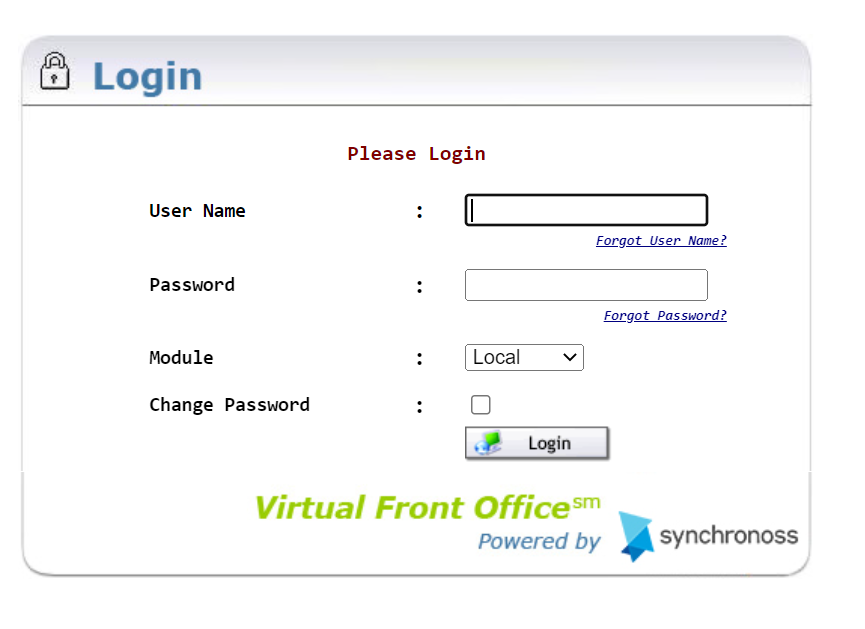 Login
Please Login
User Name :
Forgot User Name?
Password :
Forgot Password?
Module : Local
Change Password :
Login
Virtual Front Office℠
Powered by synchronoss